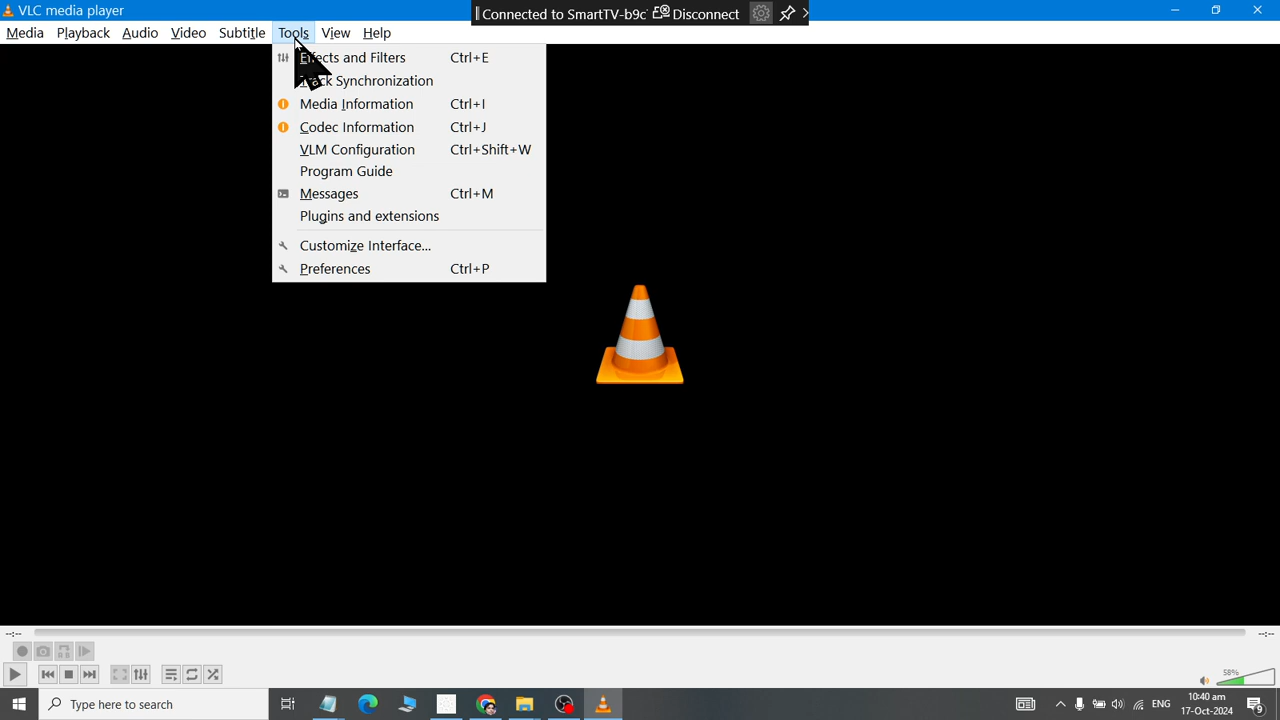 VLC media player
Connected to SmartTV-b9c
Disconnect
Media Playback Audio Video Subtitle Tools View Help
Effects and Filters Ctrl+E
Track Synchronization
Media Information Ctrl+I
Codec Information Ctrl+J
VLM Configuration Ctrl+Shift+W
Program Guide
Messages Ctrl+M
Plugins and extensions
Customize Interface...
Preferences Ctrl+P
--:-- --:--
58%
Type here to search
ENG
10:40 am
17-Oct-2024
9